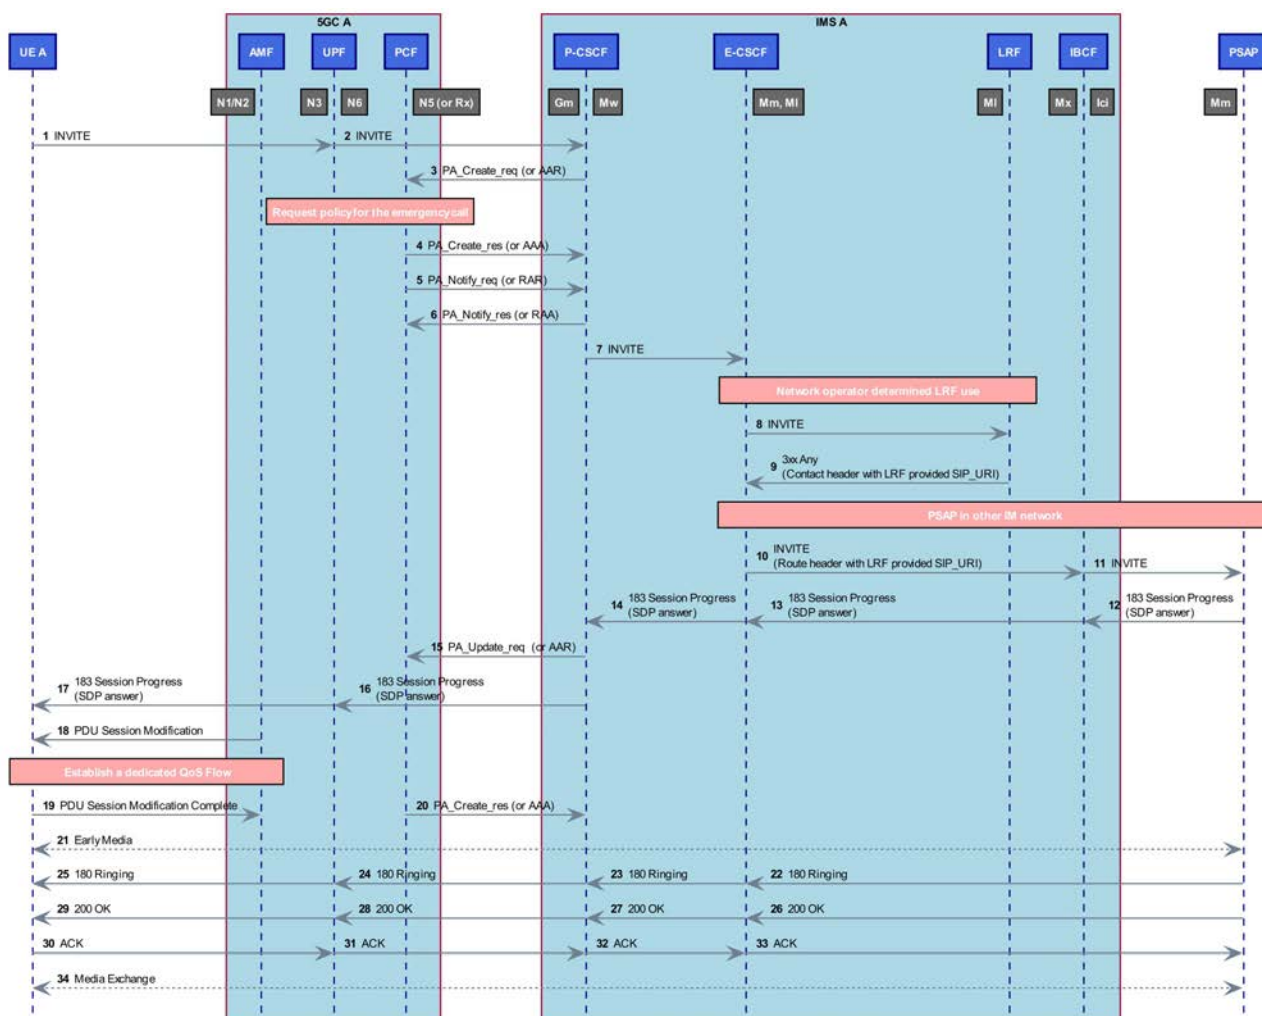 5GC A
IMS A
UE A
AMF
UPF
PCF
P-CSCF
E-CSCF
LRF
IBCF
PSAP
N1/N2
N3
N6
N5 (or Rx)
Gm
Mw
Mm, Ml
Ml
Mx
Ici
Mm
1 INVITE
2 INVITE
3 PA_Create_req (or AAR)
Request policy for the emergency call
4 PA_Create_res (or AAA)
5 PA_Notify_req (or RAR)
6 PA_Notify_res (or RAA)
7 INVITE
Network operator determined LRF use
8 INVITE
9 3xx Any
(Contact header with LRF provided SIP_URI)
PSAP in other IM network
10 INVITE
(Route header with LRF provided SIP_URI)
11 INVITE
14 183 Session Progress
(SDP answer)
13 183 Session Progress
(SDP answer)
12 183 Session Progress
(SDP answer)
15 PA_Update_req (or AAR)
17 183 Session Progress
(SDP answer)
16 183 Session Progress
(SDP answer)
18 PDU Session Modification
Establish a dedicated QoS Flow
19 PDU Session Modification Complete
20 PA_Create_res (or AAA)
21 Early Media
25 180 Ringing
24 180 Ringing
23 180 Ringing
22 180 Ringing
29 200 OK
28 200 OK
27 200 OK
26 200 OK
30 ACK
31 ACK
32 ACK
33 ACK
34 Media Exchange